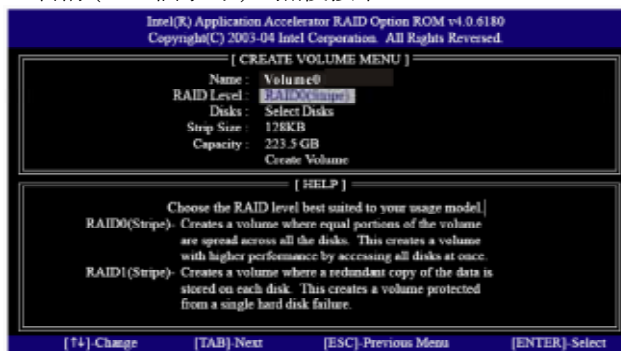 Intel(R) Application Accelerator RAID Option ROM v4.0.6180
Copyright(C) 2003-04 Intel Corporation. All Rights Reversed.
[ CREATE VOLUME MENU ]
Name : Volume0
RAID Level : RAID0(Stripe)
Disks : Select Disks
Strip Size : 128KB
Capacity : 223.5 GB
Create Volume
[ HELP ]
Choose the RAID level best suited to your usage model.
RAID0(Stripe)- Creates a volume where equal portions of the volume
are spread across all the disks. This creates a volume
with higher performance by accessing all disks at once.
RAID1(Stripe)- Creates a volume where a redundant copy of the data is
stored on each disk. This creates a volume protected
from a single hard disk failure.
[↑↓]-Change [TAB]-Next [ESC]-Previous Menu [ENTER]-Select